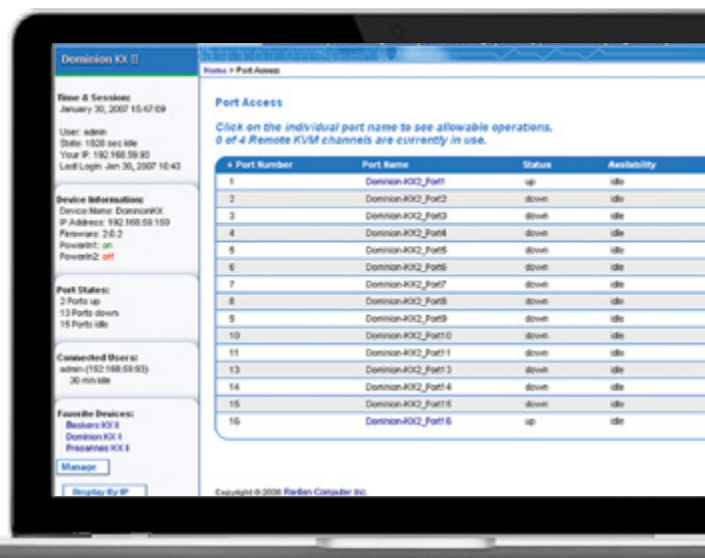 Dominion KX II
Home > Port Access
Time & Session:
January 30, 2007 15:47:09
User: admin
State: 1828 sec idle
Your IP: 192.168.59.93
Last Login: Jan 30, 2007 10:43
Device Information:
Device Name: DominionKX
IP Address: 192.168.59.159
Firmware: 2.0.2
PowerIn1: on
PowerIn2: off
Port States:
2 Ports up
13 Ports down
15 Ports idle
Connected Users:
admin (192.168.59.93)
30 min idle
Favorite Devices:
Dominion KX II
Manage
Display By IP
Port Access
Click on the individual port name to see allowable operations.
0 of 4 Remote KVM channels are currently in use.
Port Number Port Name Status Availability
1 Dominion-KX2_Port1 up idle
2 Dominion-KX2_Port2 down idle
3 Dominion-KX2_Port3 down idle
4 Dominion-KX2_Port4 down idle
5 Dominion-KX2_Port5 down idle
6 Dominion-KX2_Port6 down idle
7 Dominion-KX2_Port7 down idle
8 Dominion-KX2_Port8 down idle
9 Dominion-KX2_Port9 down idle
10 Dominion-KX2_Port10 down idle
11 Dominion-KX2_Port11 down idle
13 Dominion-KX2_Port13 down idle
14 Dominion-KX2_Port14 down idle
15 Dominion-KX2_Port15 down idle
16 Dominion-KX2_Port16 up idle
Copyright © 2006 Raritan Computer Inc.